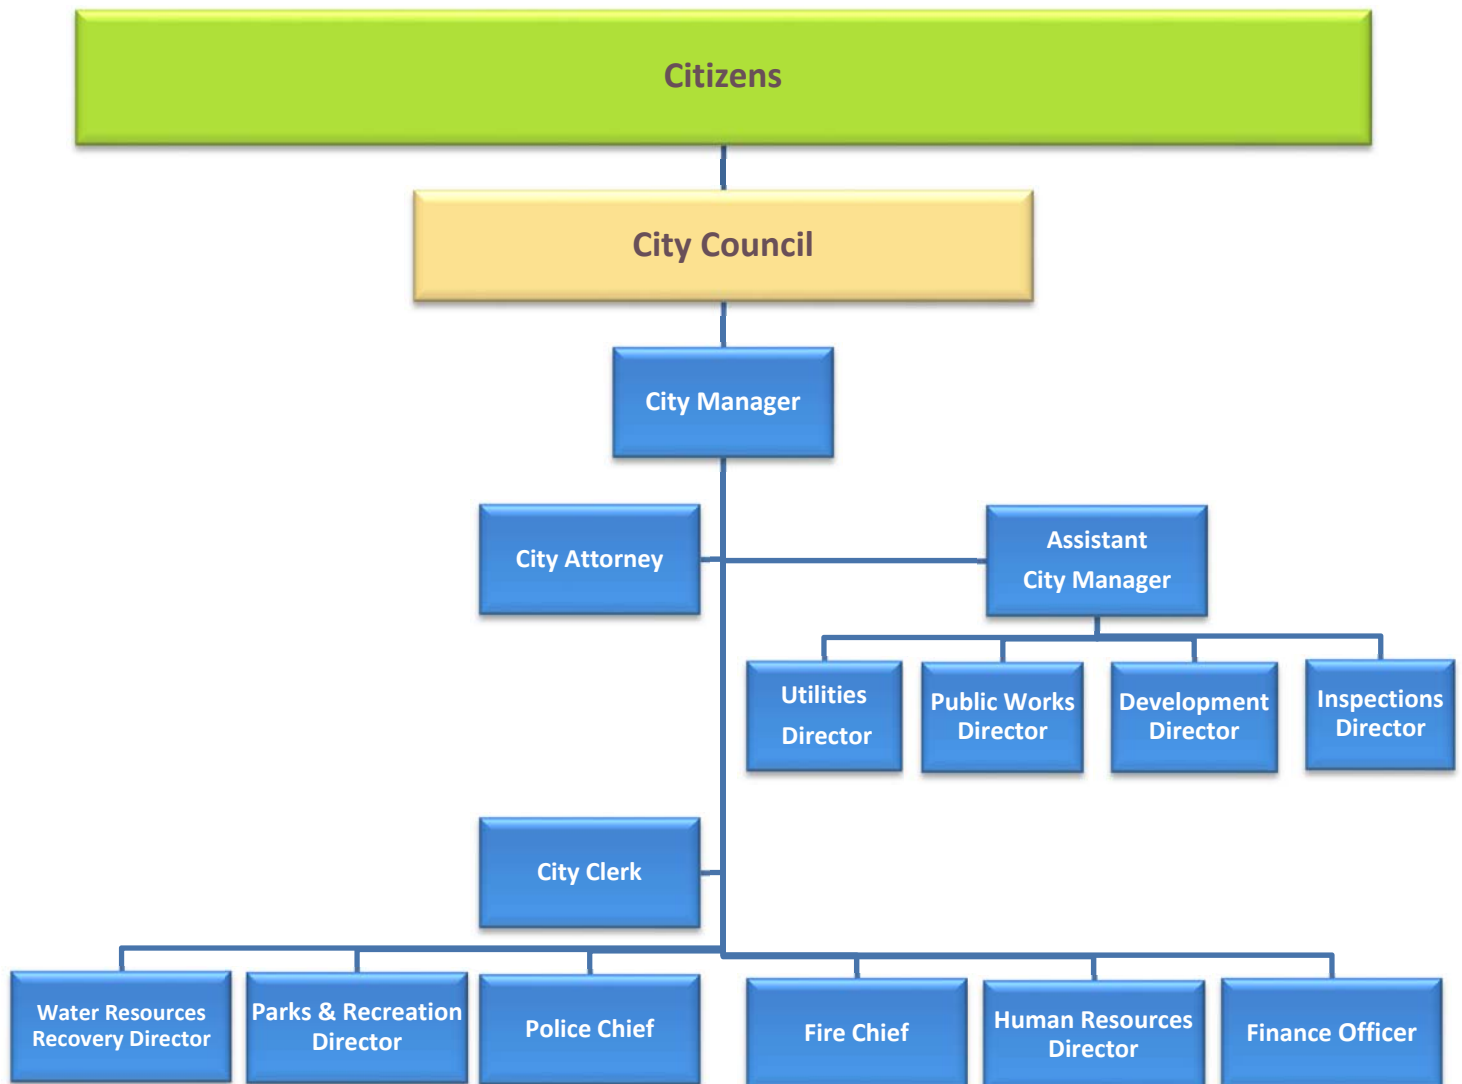 Citizens
City Council
City Manager
City Attorney
Assistant
City Manager
Utilities
Director
Public Works
Director
Development
Director
Inspections
Director
City Clerk
Water Resources
Recovery Director
Parks & Recreation
Director
Police Chief
Fire Chief
Human Resources
Director
Finance Officer